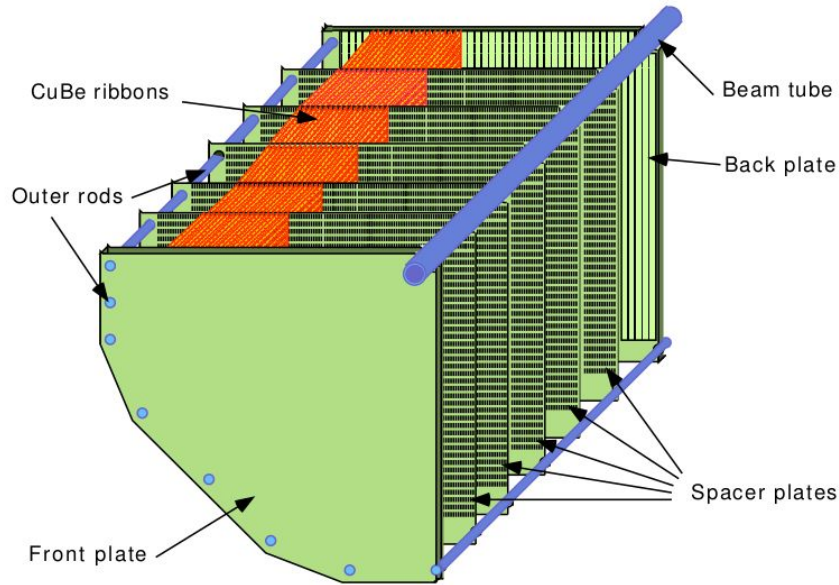 Beam tube
CuBe ribbons
Back plate
Outer rods
Spacer plates
Front plate